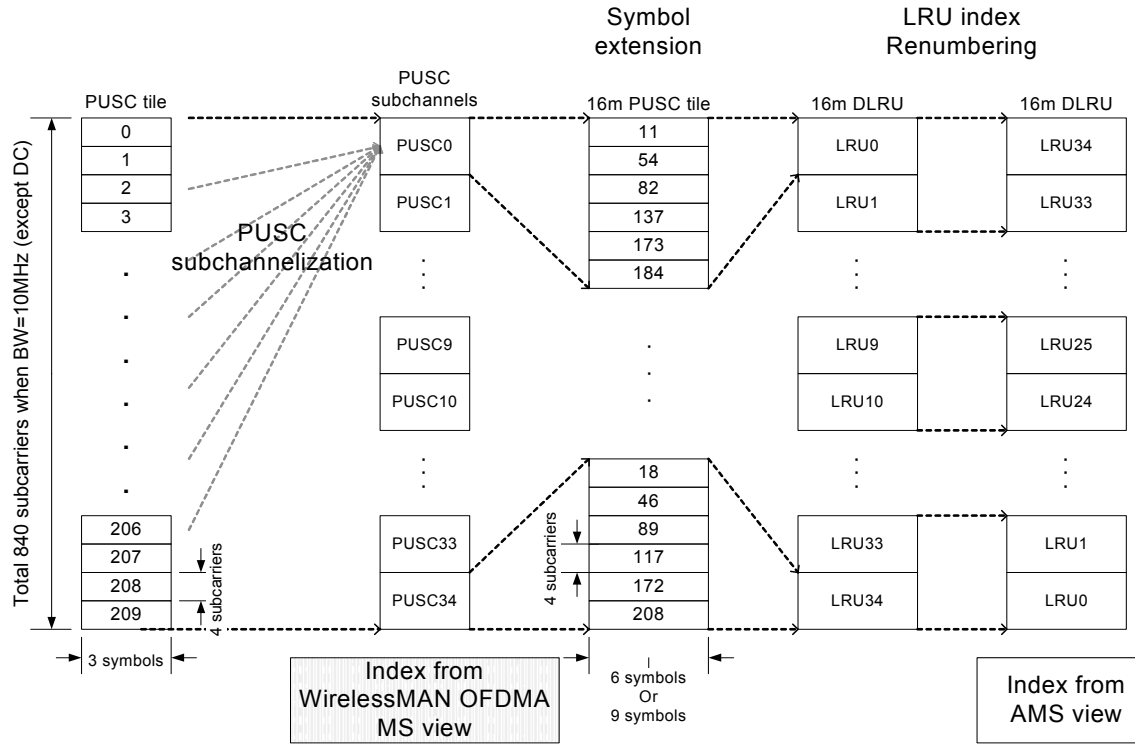 Symbol
extension
LRU index
Renumbering
PUSC tile
PUSC
subchannels
16m PUSC tile
16m DLRU
16m DLRU
Total 840 subcarriers when BW=10MHz (except DC)
0
1
2
3
206
207
208
209
4 subcarriers
3 symbols
PUSC
subchannelization
PUSC0
PUSC1
PUSC9
PUSC10
PUSC33
PUSC34
Index from
WirelessMAN OFDMA
MS view
11
54
82
137
173
184
18
46
89
117
172
208
4 subcarriers
6 symbols
Or
9 symbols
LRU0
LRU1
LRU9
LRU10
LRU33
LRU34
LRU34
LRU33
LRU25
LRU24
LRU1
LRU0
Index from
AMS view